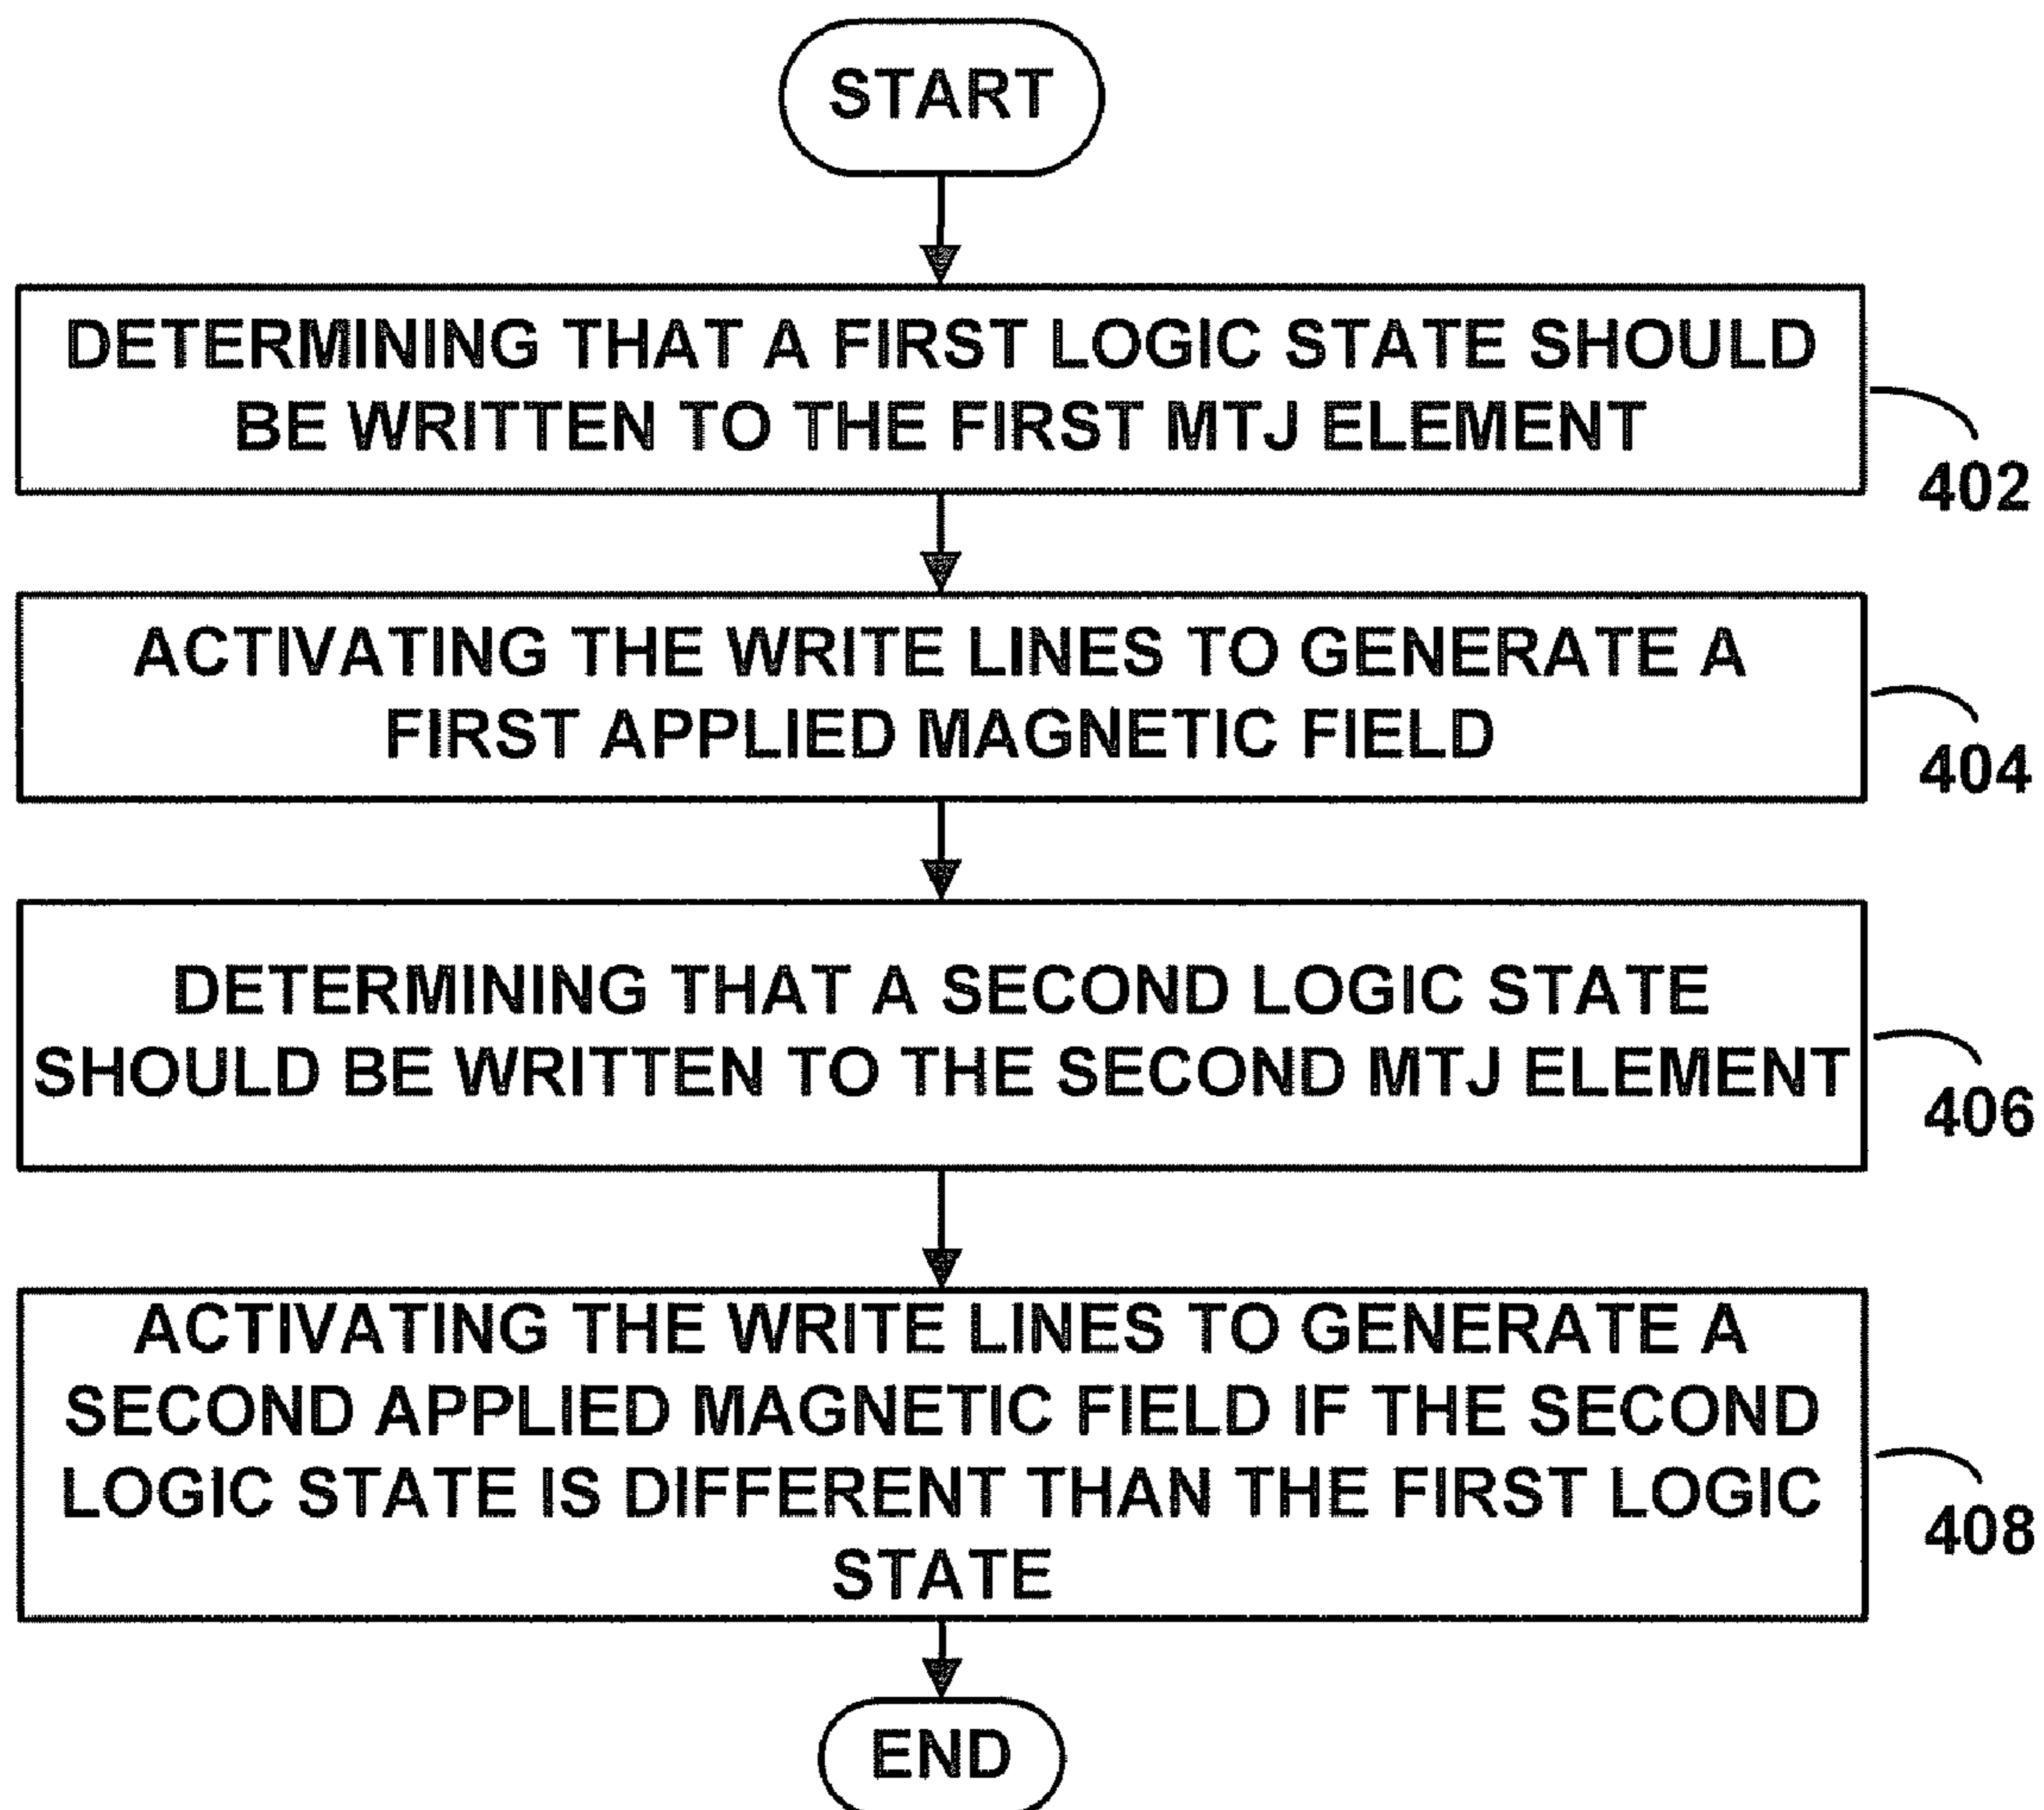 START
DETERMINING THAT A FIRST LOGIC STATE SHOULD
BE WRITTEN TO THE FIRST MTJ ELEMENT
402
ACTIVATING THE WRITE LINES TO GENERATE A
FIRST APPLIED MAGNETIC FIELD
404
DETERMINING THAT A SECOND LOGIC STATE
SHOULD BE WRITTEN TO THE SECOND MTJ ELEMENT
406
ACTIVATING THE WRITE LINES TO GENERATE A
SECOND APPLIED MAGNETIC FIELD IF THE SECOND
LOGIC STATE IS DIFFERENT THAN THE FIRST LOGIC
STATE
408
END